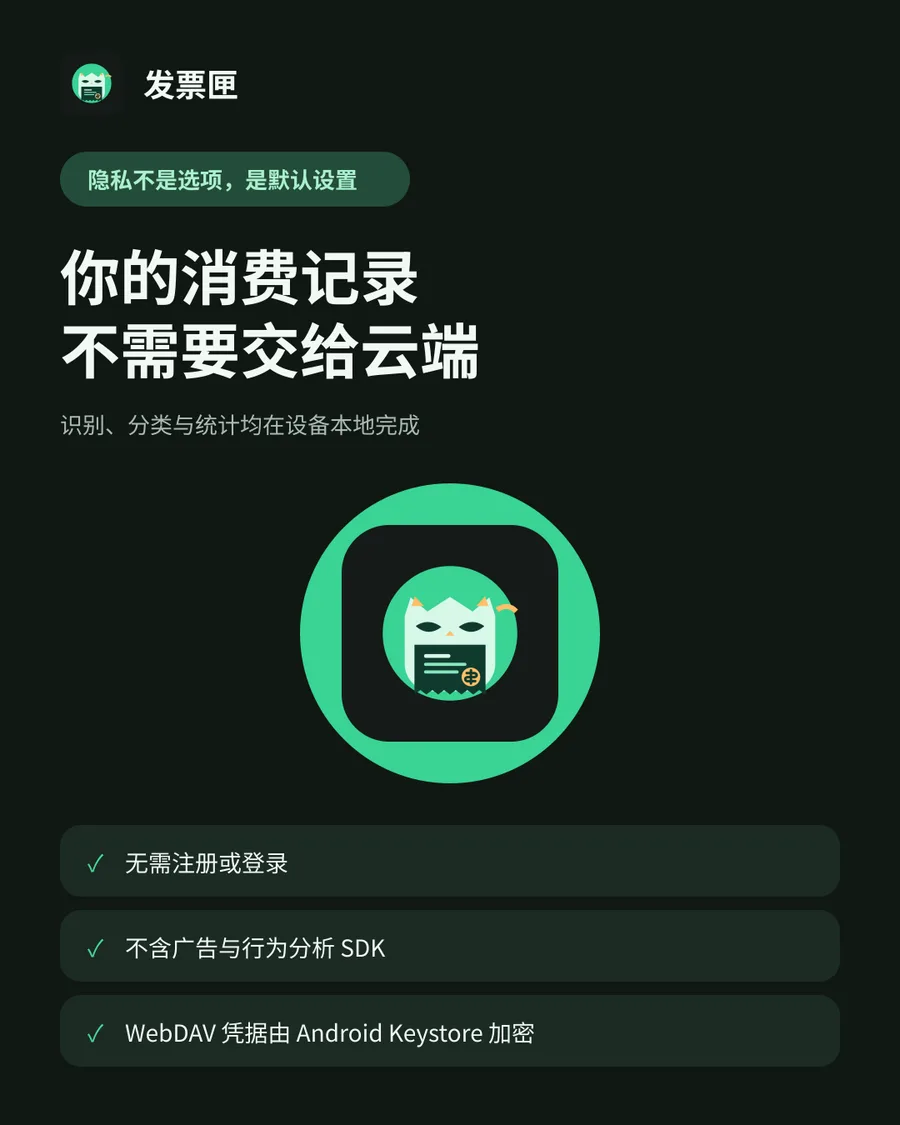 发票匣
隐私不是选项，是默认设置
你的消费记录
不需要交给云端
识别、分类与统计均在设备本地完成
✓ 无需注册或登录
✓ 不含广告与行为分析 SDK
✓ WebDAV 凭据由 Android Keystore 加密